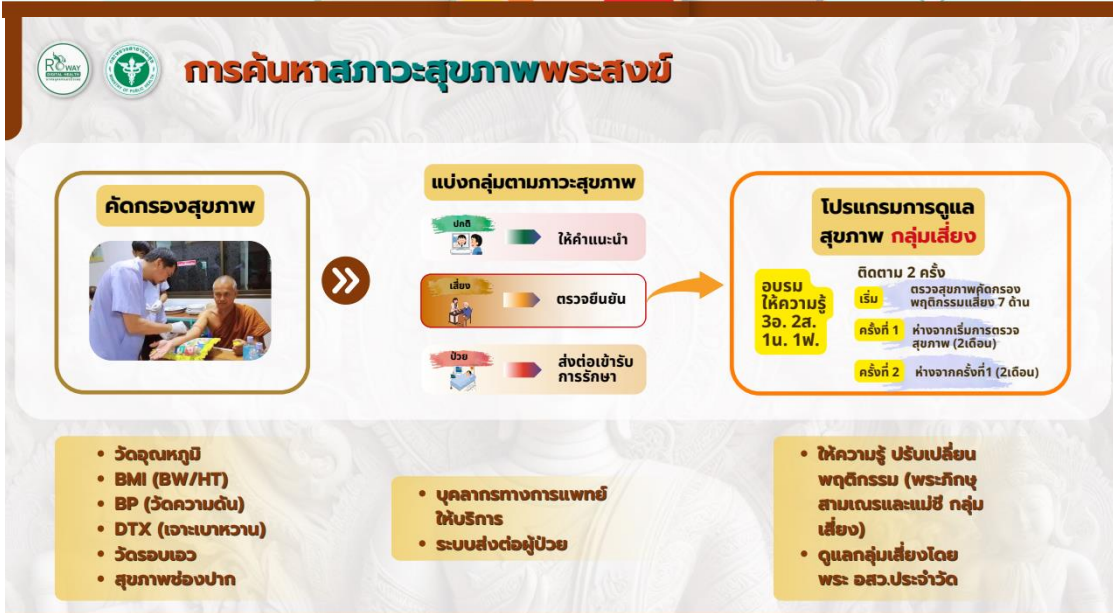 การค้นหาสภาวะสุขภาพพระสงฆ์
คัดกรองสุขภาพ
แบ่งกลุ่มตามภาวะสุขภาพ
ปกติ
ให้คำแนะนำ
เสี่ยง
ตรวจยืนยัน
ป่วย
ส่งต่อเข้ารับ
การรักษา
โปรแกรมการดูแล
สุขภาพ กลุ่มเสี่ยง
อบรม
ให้ความรู้
3อ. 2ส.
1น. 1ฟ.
ติดตาม 2 ครั้ง
เริ่ม
ตรวจสุขภาพคัดกรอง
พฤติกรรมเสี่ยง 7 ด้าน
ครั้งที่ 1
ห่างจากเริ่มการตรวจ
สุขภาพ (2เดือน)
ครั้งที่ 2
ห่างจากครั้งที่1 (2เดือน)
• วัดอุณหภูมิ
• BMI (BW/HT)
• BP (วัดความดัน)
• DTX (เจาะเบาหวาน)
• วัดรอบเอว
• สุขภาพช่องปาก
• บุคลากรทางการแพทย์
ให้บริการ
• ระบบส่งต่อผู้ป่วย
• ให้ความรู้ ปรับเปลี่ยน
พฤติกรรม (พระภิกษุ
สามเณรและแม่ชี กลุ่ม
เสี่ยง)
• ดูแลกลุ่มเสี่ยงโดย
พระ อสว.ประจำวัด